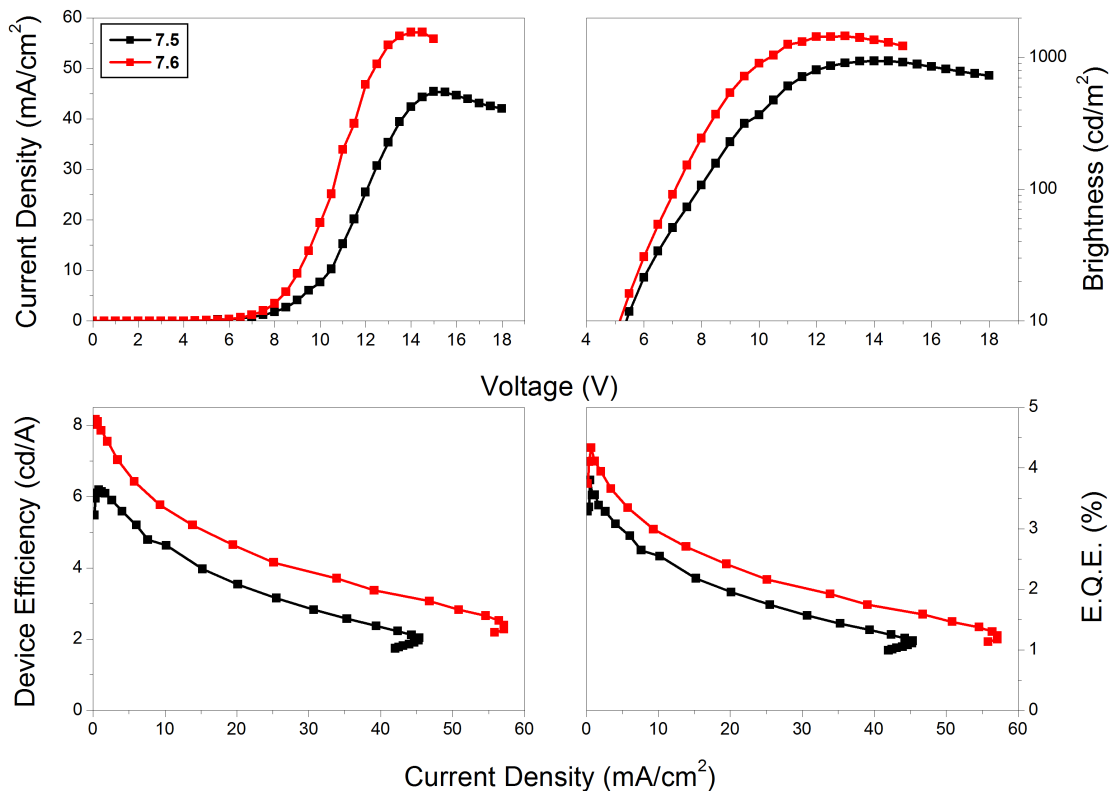 60
50
40
30
20
10
0
Current Density (mA/cm²)
7.5
7.6
0 2 4 6 8 10 12 14 16 18
1000
100
10
Brightness (cd/m²)
4 6 8 10 12 14 16 18
Voltage (V)
8
6
4
2
0
Device Efficiency (cd/A)
0 10 20 30 40 50 60
5
4
3
2
1
0
E.Q.E. (%)
0 10 20 30 40 50 60
Current Density (mA/cm²)